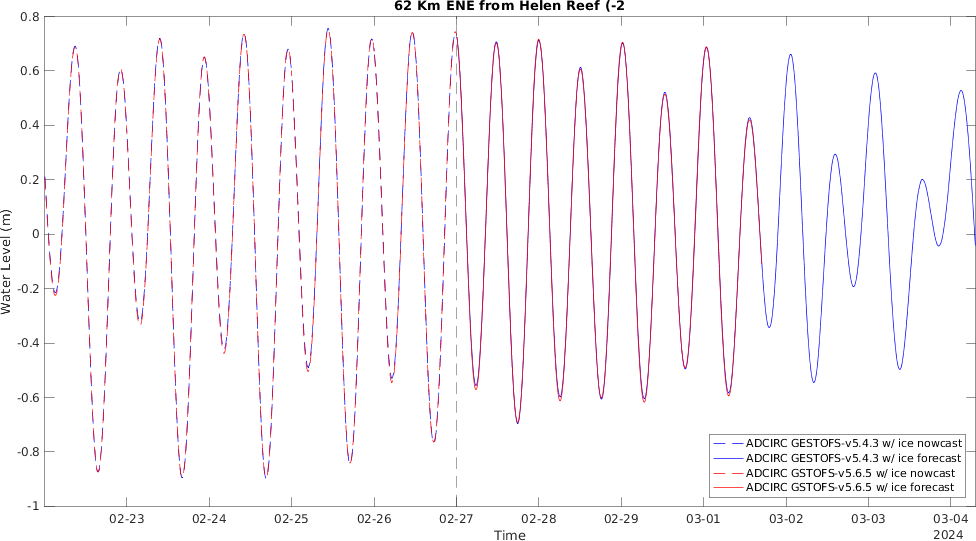 62 Km ENE from Helen Reef (-2
Water Level (m)
0.8
0.6
0.4
0.2
0
-0.2
-0.4
-0.6
-0.8
-1
ADCIRC GESTOFS-v5.4.3 w/ ice nowcast
ADCIRC GESTOFS-v5.4.3 w/ ice forecast
ADCIRC GSTOFS-v5.6.5 w/ ice nowcast
ADCIRC GSTOFS-v5.6.5 w/ ice forecast
02-23 02-24 02-25 02-26 02-27 02-28 02-29 03-01 03-02 03-03 03-04
Time
2024